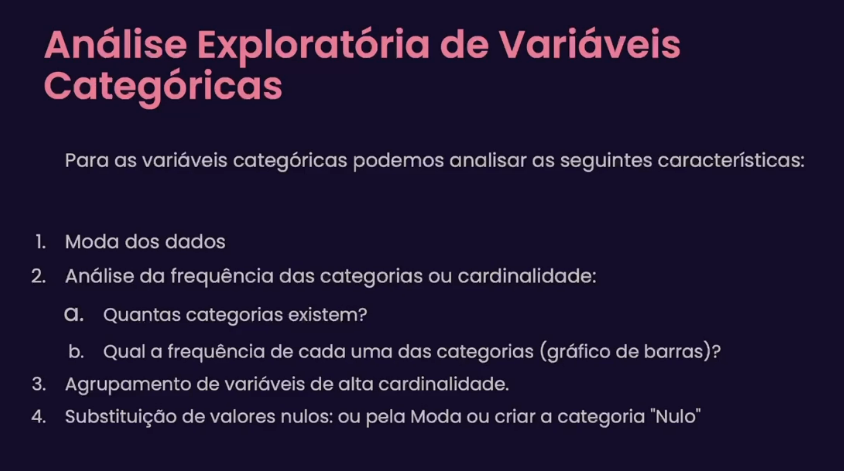 Análise Exploratória de Variáveis
Categóricas
Para as variáveis categóricas podemos analisar as seguintes características:
1. Moda dos dados
2. Análise da frequência das categorias ou cardinalidade:
a. Quantas categorias existem?
b. Qual a frequência de cada uma das categorias (gráfico de barras)?
3. Agrupamento de variáveis de alta cardinalidade.
4. Substituição de valores nulos: ou pela Moda ou criar a categoria "Nulo"